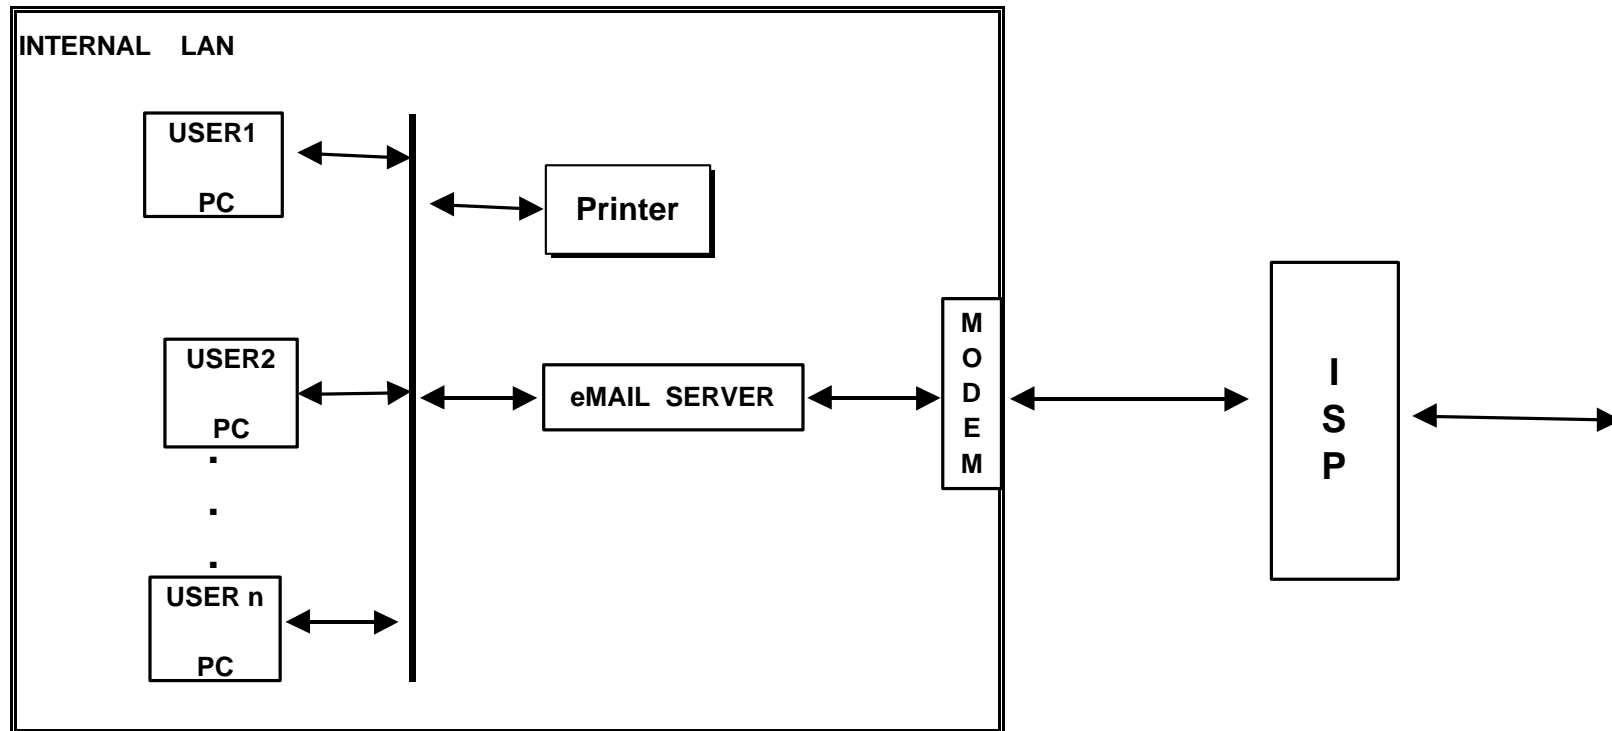 INTERNAL LAN
USER1
PC
Printer
USER2
PC
.
.
.
eMAIL SERVER
M
O
D
E
M
I
S
P
USER n
PC